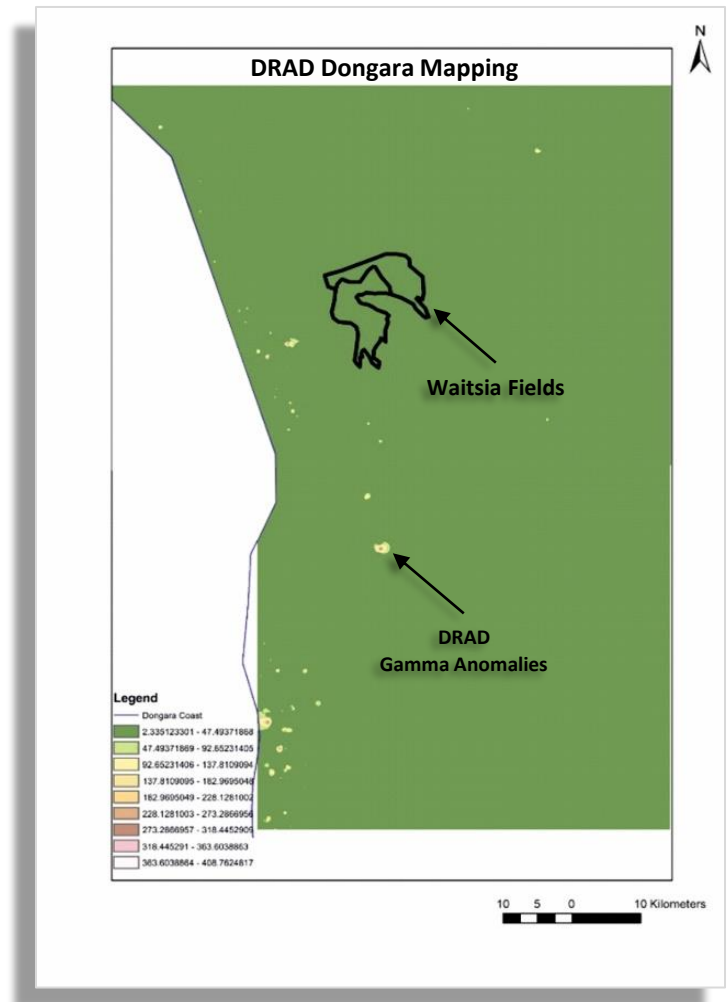 N
DRAD Dongara Mapping
Waitsia Fields
DRAD
Gamma Anomalies
Legend
Dongara Coast
2.335123301 - 47.49371868
47.49371869 - 92.65231405
92.65231406 - 137.8109094
137.8109095 - 182.9695048
182.9695049 - 228.1281002
228.1281003 - 273.2866956
273.2866957 - 318.4452909
318.445291 - 363.6038863
363.6038864 - 408.7624817
10 5 0 10 Kilometers